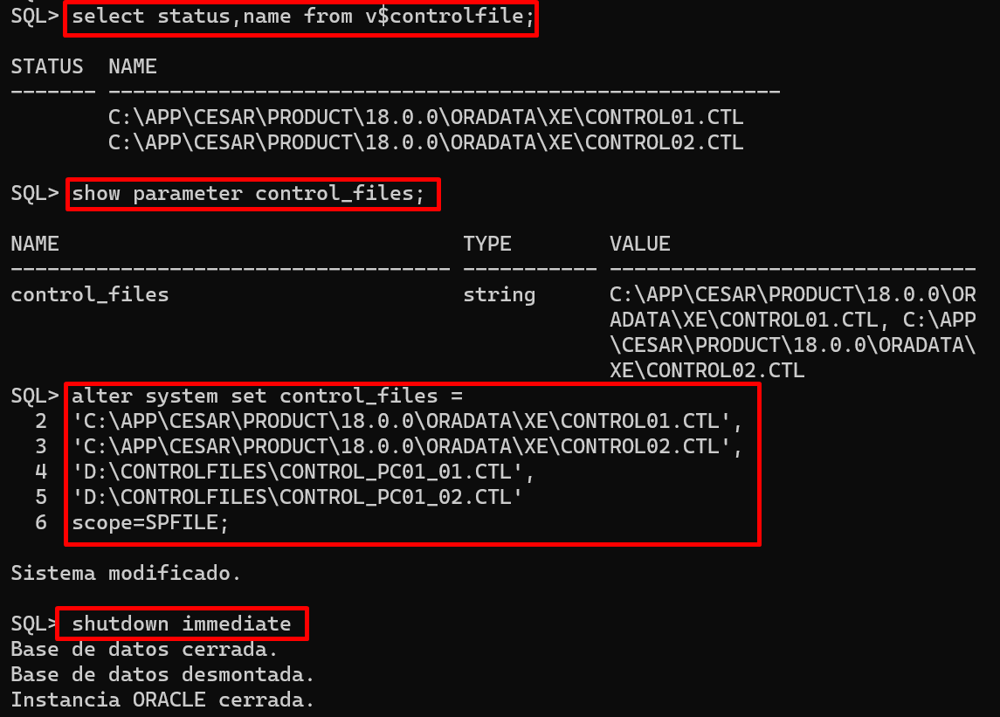 SQL> select status,name from v$controlfile;
STATUS  NAME
------- -------------------------------------------------------
C:\APP\CESAR\PRODUCT\18.0.0\ORADATA\XE\CONTROL01.CTL
C:\APP\CESAR\PRODUCT\18.0.0\ORADATA\XE\CONTROL02.CTL
SQL> show parameter control_files;
NAME                                 TYPE        VALUE
------------------------------------ ----------- ------------------------------
control_files                        string      C:\APP\CESAR\PRODUCT\18.0.0\OR
ADATA\XE\CONTROL01.CTL, C:\APP
\CESAR\PRODUCT\18.0.0\ORADATA\
XE\CONTROL02.CTL
SQL> alter system set control_files =
2  'C:\APP\CESAR\PRODUCT\18.0.0\ORADATA\XE\CONTROL01.CTL',
3  'C:\APP\CESAR\PRODUCT\18.0.0\ORADATA\XE\CONTROL02.CTL',
4  'D:\CONTROLFILES\CONTROL_PC01_01.CTL',
5  'D:\CONTROLFILES\CONTROL_PC01_02.CTL'
6  scope=SPFILE;
Sistema modificado.
SQL> shutdown immediate
Base de datos cerrada.
Base de datos desmontada.
Instancia ORACLE cerrada.